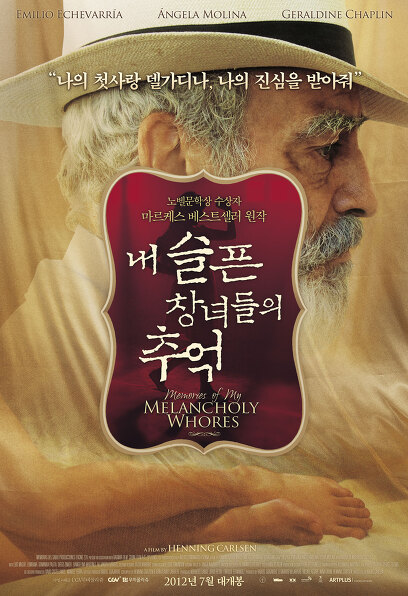 EMILIO ECHEVARRÍA ÁNGELA MOLINA GERALDINE CHAPLIN
“나의 첫사랑 델가디나, 나의 진심을 받아줘”
노벨문학상 수상자
마르케스 베스트셀러 원작
내 슬픈
창녀들의
추억
Memories of My
MELANCHOLY
WHORES
A FILM BY HENNING CARLSEN
CGV
ARTPLUS
2012년 7월 대개봉